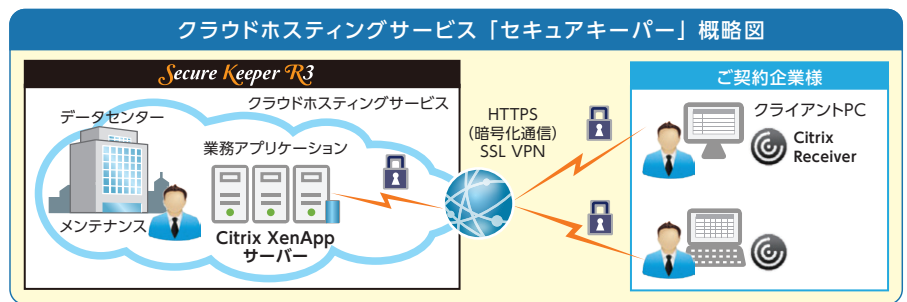 クラウドホスティングサービス「セキュアキーパー」概略図
Secure Keeper R3
クラウドホスティングサービス
データセンター
業務アプリケーション
メンテナンス
Citrix XenApp
サーバー
HTTPS
(暗号化通信)
SSL VPN
ご契約企業様
クライアントPC
Citrix
Receiver